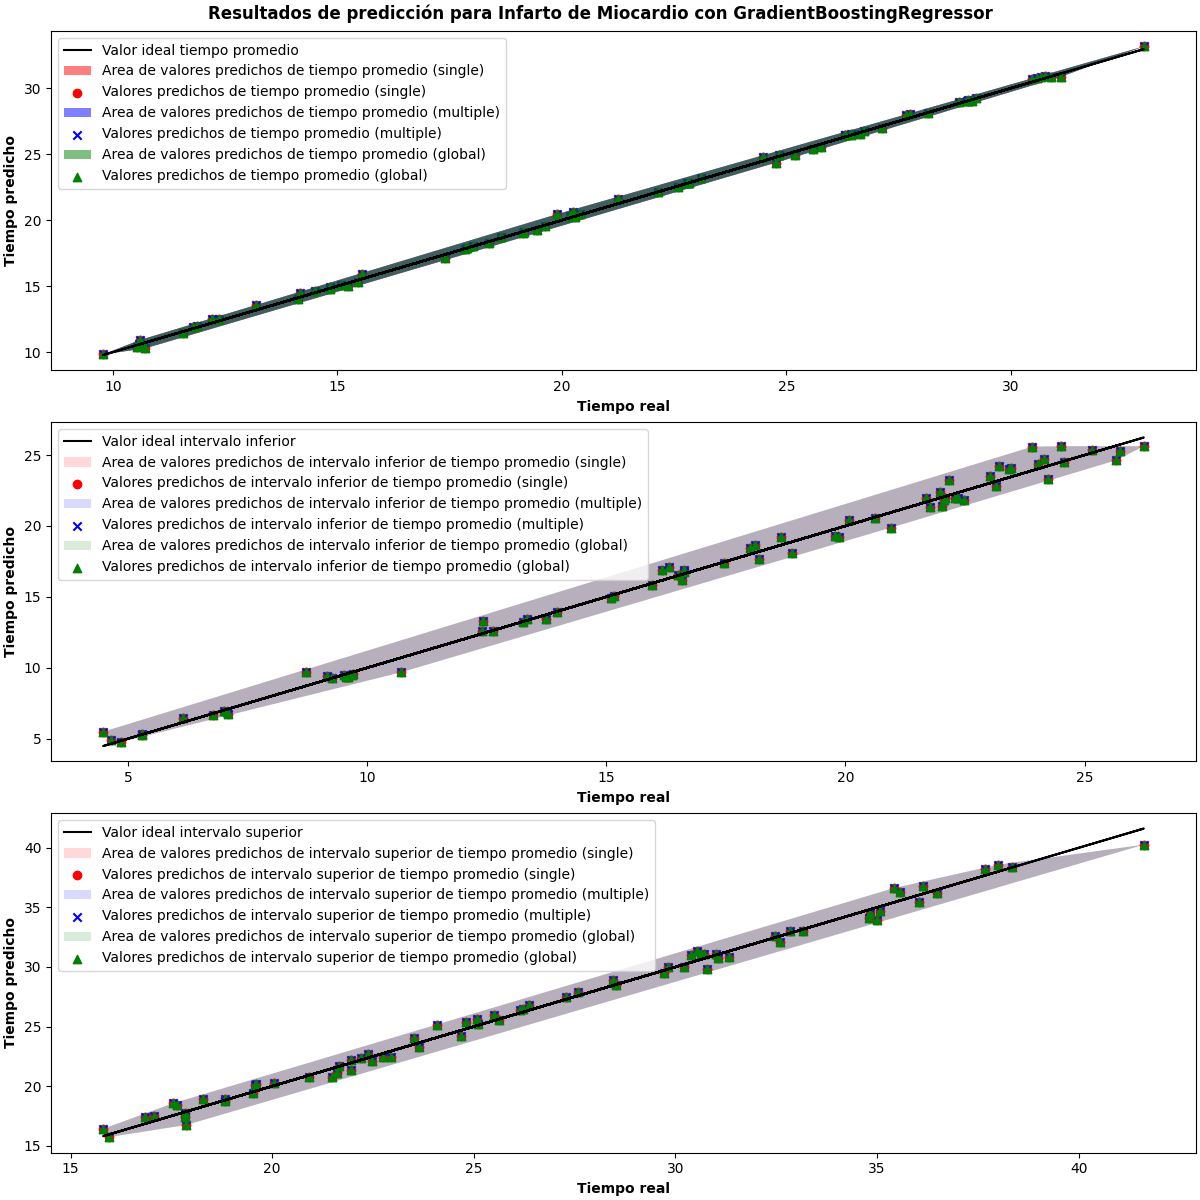 Resultados de predicción para Infarto de Miocardio con GradientBoostingRegressor
Valor ideal tiempo promedio
Area de valores predichos de tiempo promedio (single)
Valores predichos de tiempo promedio (single)
Area de valores predichos de tiempo promedio (multiple)
Valores predichos de tiempo promedio (multiple)
Area de valores predichos de tiempo promedio (global)
Valores predichos de tiempo promedio (global)
Tiempo predicho
30
25
20
15
10
10 15 20 25 30
Tiempo real
Valor ideal intervalo inferior
Area de valores predichos de intervalo inferior de tiempo promedio (single)
Valores predichos de intervalo inferior de tiempo promedio (single)
Area de valores predichos de intervalo inferior de tiempo promedio (multiple)
Valores predichos de intervalo inferior de tiempo promedio (multiple)
Area de valores predichos de intervalo inferior de tiempo promedio (global)
Valores predichos de intervalo inferior de tiempo promedio (global)
Tiempo predicho
25
20
15
10
5
5 10 15 20 25
Tiempo real
Valor ideal intervalo superior
Area de valores predichos de intervalo superior de tiempo promedio (single)
Valores predichos de intervalo superior de tiempo promedio (single)
Area de valores predichos de intervalo superior de tiempo promedio (multiple)
Valores predichos de intervalo superior de tiempo promedio (multiple)
Area de valores predichos de intervalo superior de tiempo promedio (global)
Valores predichos de intervalo superior de tiempo promedio (global)
Tiempo predicho
40
35
30
25
20
15
15 20 25 30 35 40
Tiempo real